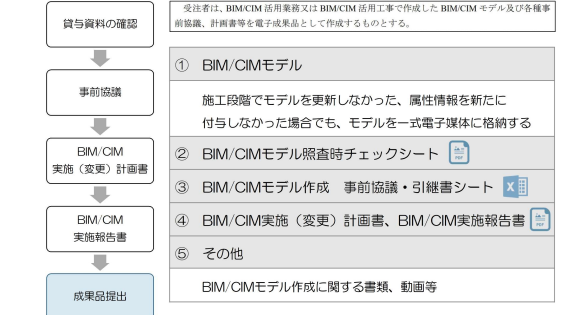 貸与資料の確認
事前協議
BIM/CIM
実施（変更）計画書
BIM/CIM
実施報告書
成果品提出
受注者は、BIM/CIM 活用業務又は BIM/CIM 活用工事で作成した BIM/CIM モデル及び各種事
前協議、計画書等を電子成果品として作成するものとする。
① BIM/CIMモデル
施工段階でモデルを更新しなかった、属性情報を新たに
付与しなかった場合でも、モデルを一式電子媒体に格納する
② BIM/CIMモデル照査時チェックシート PDF
③ BIM/CIMモデル作成 事前協議・引継書シート X
④ BIM/CIM実施（変更）計画書、BIM/CIM実施報告書 PDF
⑤ その他
BIM/CIMモデル作成に関する書類、動画等